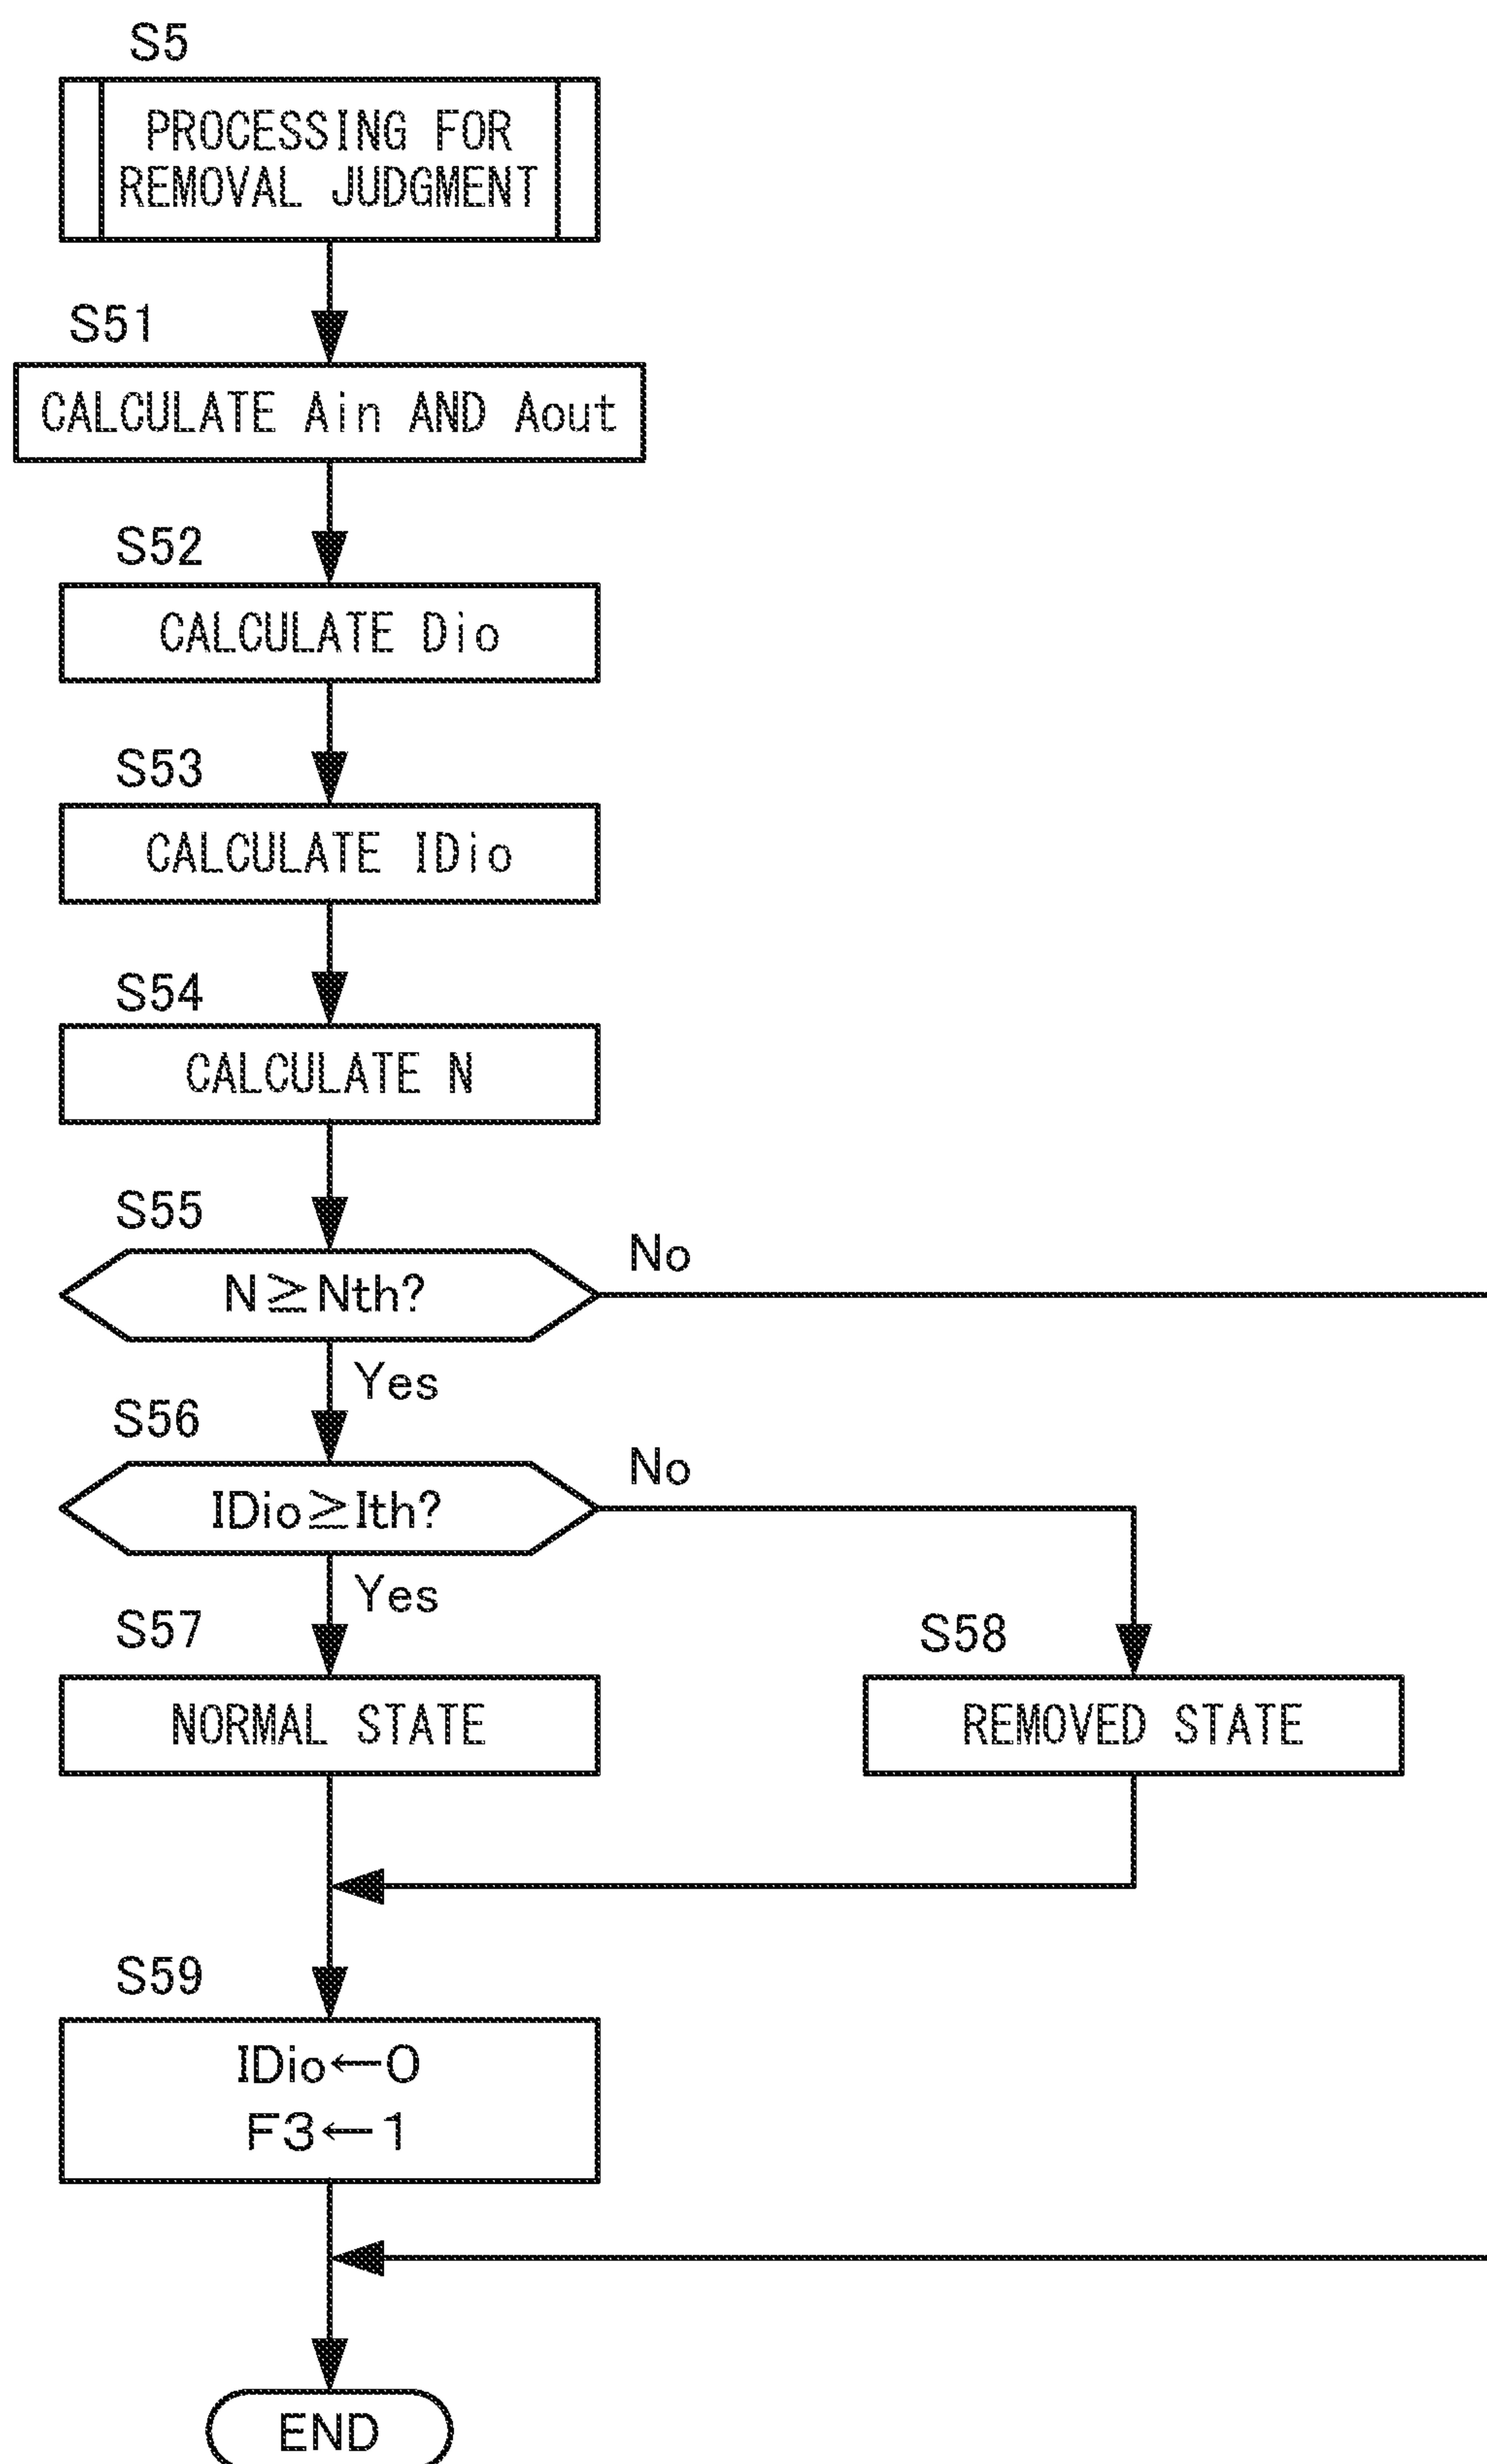 S5
PROCESSING FOR
REMOVAL JUDGMENT
S51
CALCULATE Ain AND Aout
S52
CALCULATE Dio
S53
CALCULATE IDio
S54
CALCULATE N
S55
N≧Nth?
No
Yes
S56
IDio≧Ith?
No
Yes
S57
NORMAL STATE
S58
REMOVED STATE
S59
IDio←0
F3←1
END